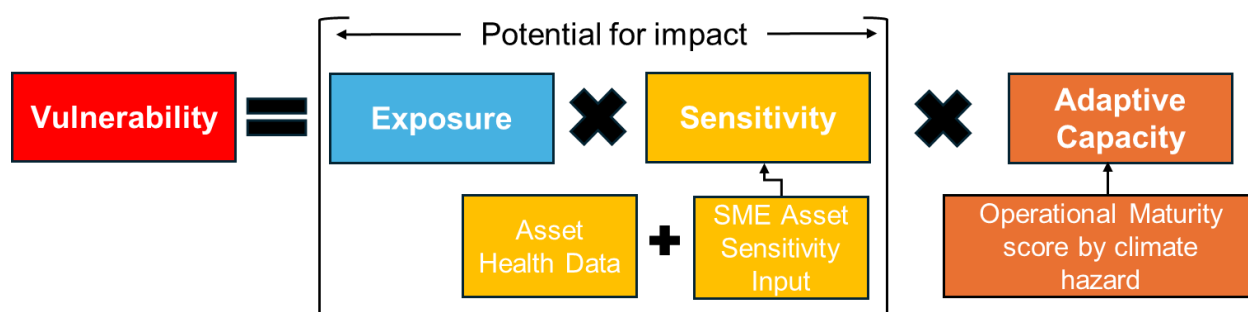 Potential for impact
Vulnerability
Exposure
Sensitivity
Adaptive
Capacity
Asset
Health Data
SME Asset
Sensitivity
Input
Operational Maturity
score by climate
hazard